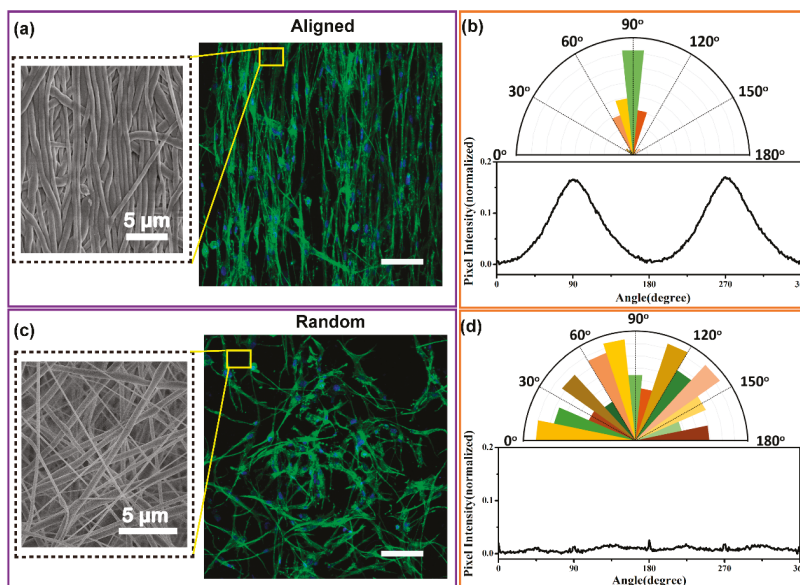 (a)
Aligned
5 µm
(b)
0°
30°
60°
90°
120°
150°
180°
Pixel Intensity(normalized)
0.2
0.1
0.0
0
90
180
270
Angle(degree)
(c)
Random
5 µm
(d)
0°
30°
60°
90°
120°
150°
180°
Pixel Intensity(normalized)
0.2
0.1
0.0
0
90
180
270
Angle(degree)